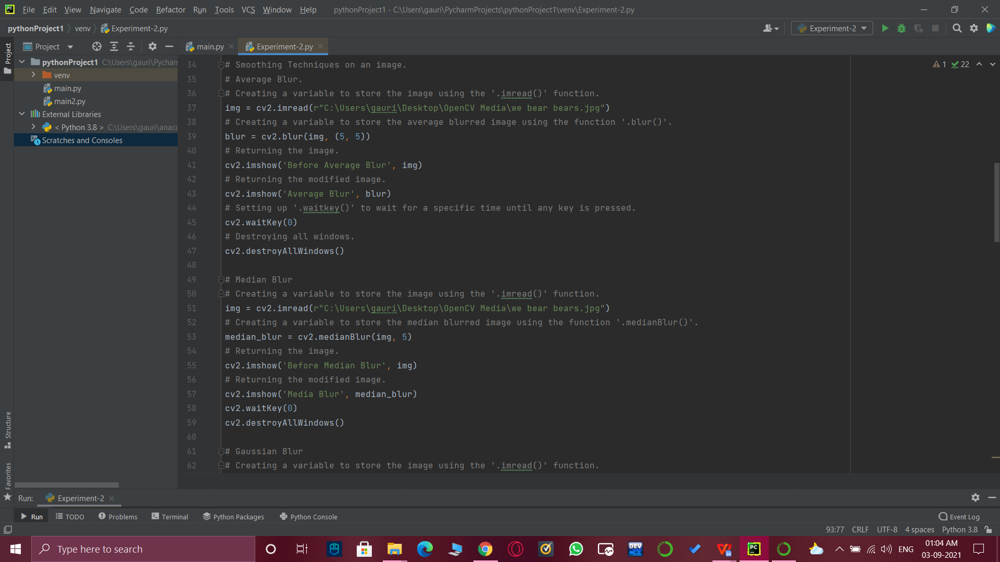 File Edit View Navigate Code Refactor Run Tools VCS Window Help pythonProject1 - C:\Users\gauri\PycharmProjects\pythonProject1\venv\Experiment-2.py
pythonProject1 venv Experiment-2.py Experiment-2
Project
Project main.py Experiment-2.py
pythonProject1 C:\Users\gauri\Pychar
venv
main.py
main2.py
External Libraries
< Python 3.8 > C:\Users\gauri\anac
Scratches and Consoles
1 22
34 # Smoothing Techniques on an image.
35 # Average Blur.
36 # Creating a variable to store the image using the '.imread()' function.
37 img = cv2.imread(r"C:\Users\gauri\Desktop\OpenCV Media\we bear bears.jpg")
38 # Creating a variable to store the average blurred image using the function '.blur()'.
39 blur = cv2.blur(img, (5, 5))
40 # Returning the image.
41 cv2.imshow('Before Average Blur', img)
42 # Returning the modified image.
43 cv2.imshow('Average Blur', blur)
44 # Setting up '.waitkey()' to wait for a specific time until any key is pressed.
45 cv2.waitKey(0)
46 # Destroying all windows.
47 cv2.destroyAllWindows()
48
49 # Median Blur
50 # Creating a variable to store the image using the '.imread()' function.
51 img = cv2.imread(r"C:\Users\gauri\Desktop\OpenCV Media\we bear bears.jpg")
52 # Creating a variable to store the median blurred image using the function '.medianBlur()'.
53 median_blur = cv2.medianBlur(img, 5)
54 # Returning the image.
55 cv2.imshow('Before Median Blur', img)
56 # Returning the modified image.
57 cv2.imshow('Media Blur', median_blur)
58 cv2.waitKey(0)
59 cv2.destroyAllWindows()
60
61 # Gaussian Blur
62 # Creating a variable to store the image using the '.imread()' function.
Structure
Favorites
Run: Experiment-2
Run TODO Problems Terminal Python Packages Python Console Event Log
93:77 CRLF UTF-8 4 spaces Python 3.8
Type here to search
ENG
01:04 AM
03-09-2021